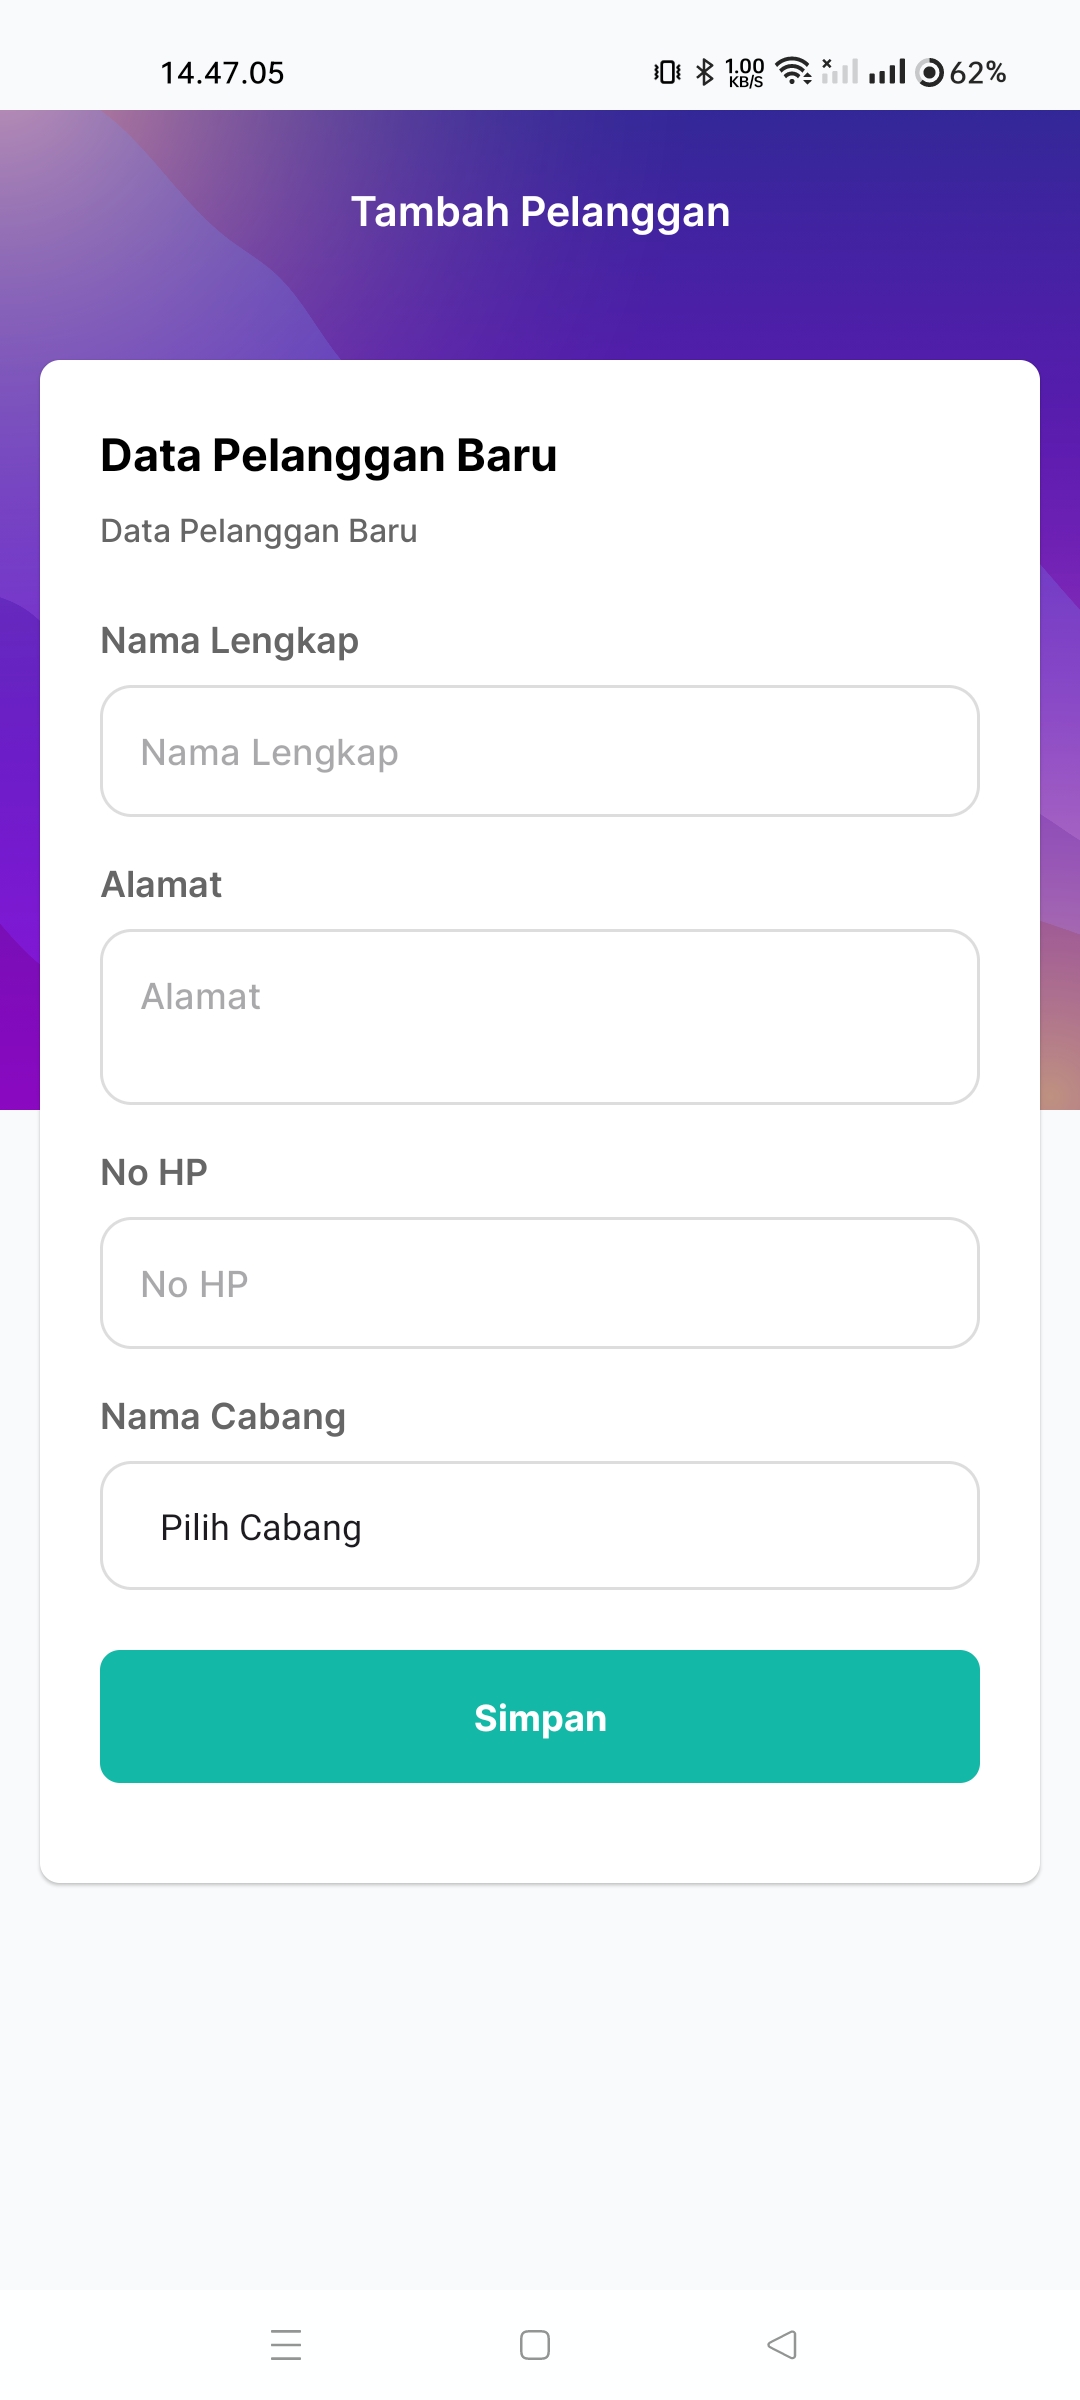 14.47.05
1.00
KB/S
62%
Tambah Pelanggan
Data Pelanggan Baru
Data Pelanggan Baru
Nama Lengkap
Nama Lengkap
Alamat
Alamat
No HP
No HP
Nama Cabang
Pilih Cabang
Simpan